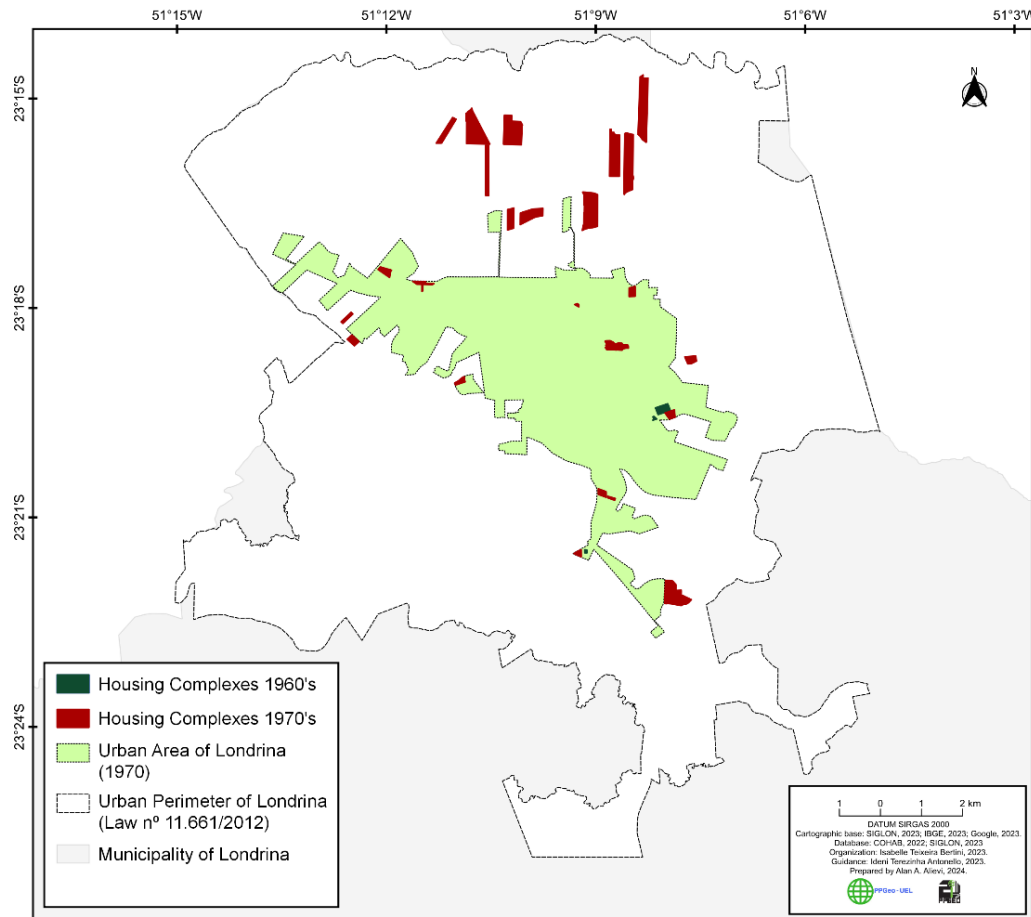 51°15'W 51°12'W 51°9'W 51°6'W 51°3'W
N
23°15'S
23°18'S
23°21'S
23°24'S
Housing Complexes 1960's
Housing Complexes 1970's
Urban Area of Londrina
(1970)
Urban Perimeter of Londrina
(Law nº 11.661/2012)
Municipality of Londrina
1 0 1 2 km
DATUM SIRGAS 2000
Cartographic base: SIGLON, 2023; IBGE, 2023; Google, 2023.
Database: COHAB, 2022; SIGLON, 2023
Organization: Isabelle Teixeira Bertini, 2023.
Guidance: Ideni Terezinha Antonello, 2023.
Prepared by Alan A. Alievi, 2024.
PPGeo-UEL